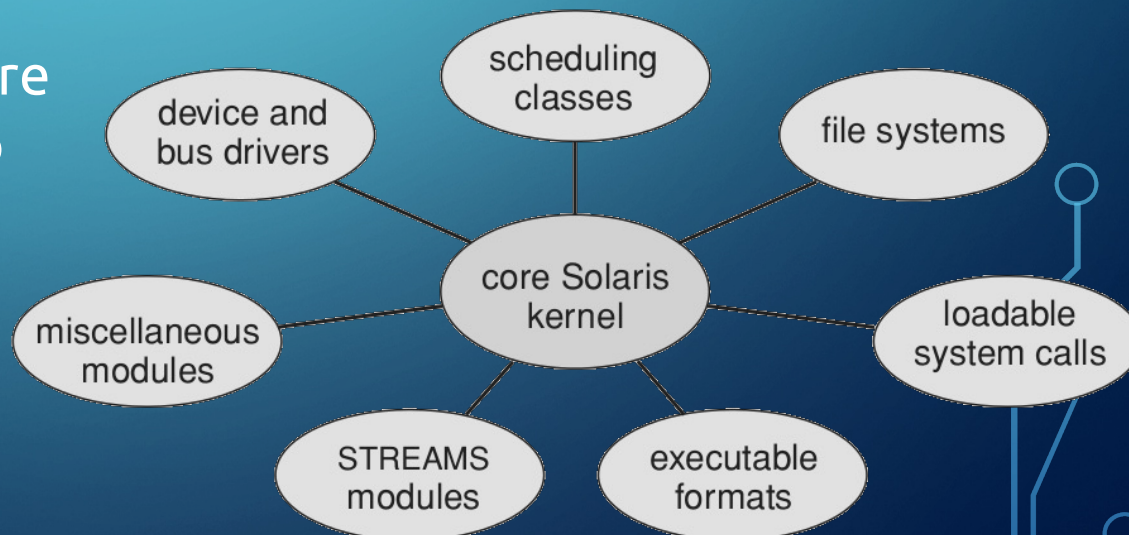 re
scheduling
classes
device and
bus drivers
file systems
core Solaris
kernel
miscellaneous
modules
loadable
system calls
STREAMS
modules
executable
formats